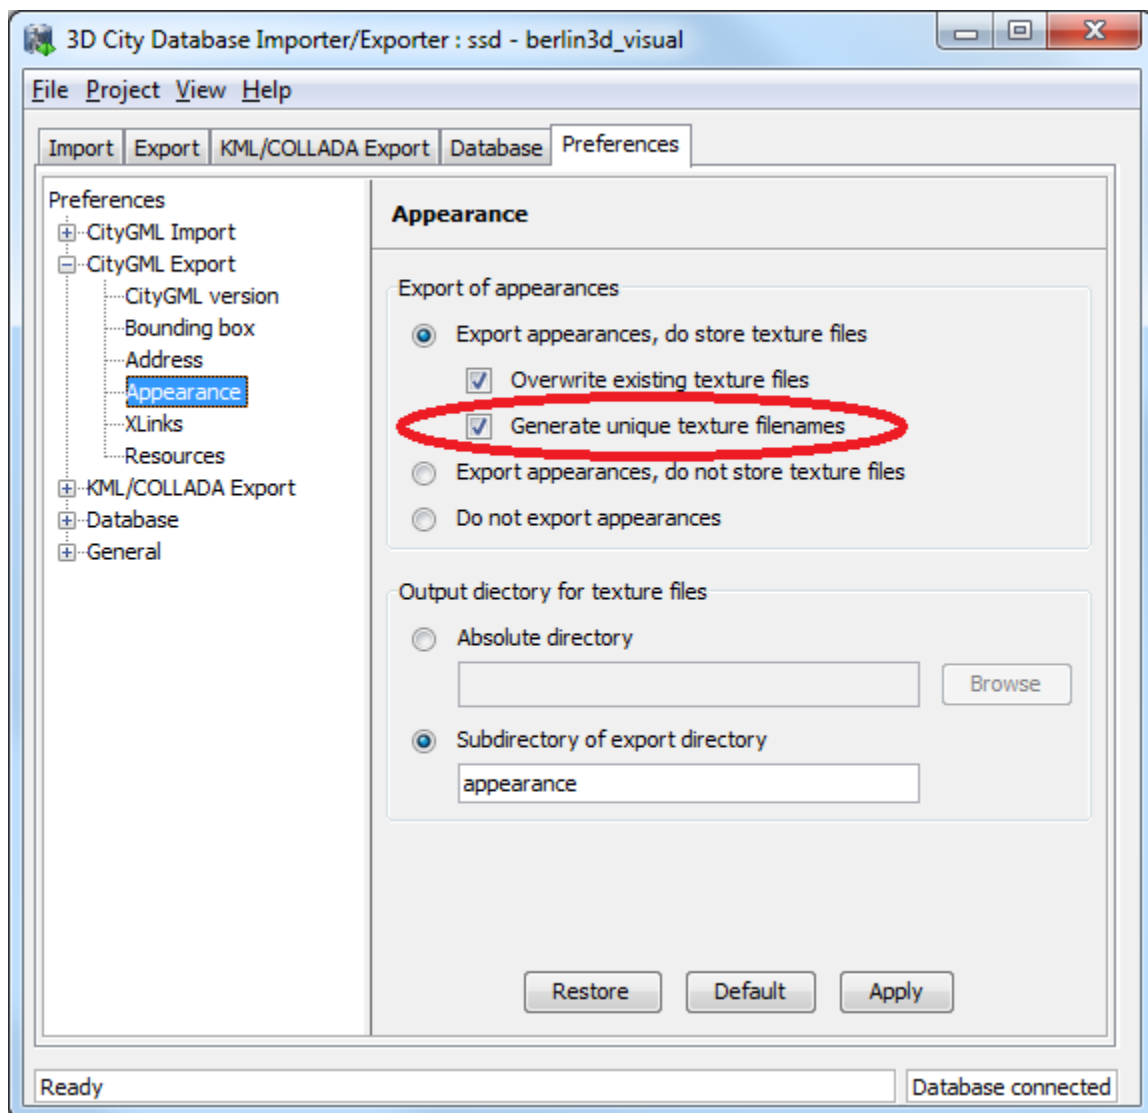 3D City Database Importer/Exporter : ssd - berlin3d_visual
File Project View Help
Import Export KML/COLLADA Export Database Preferences
Preferences
CityGML Import
CityGML Export
CityGML version
Bounding box
Address
Appearance
XLinks
Resources
KML/COLLADA Export
Database
General
Appearance
Export of appearances
Export appearances, do store texture files
Overwrite existing texture files
Generate unique texture filenames
Export appearances, do not store texture files
Do not export appearances
Output diectory for texture files
Absolute directory
Browse
Subdirectory of export directory
appearance
Restore Default Apply
Ready Database connected